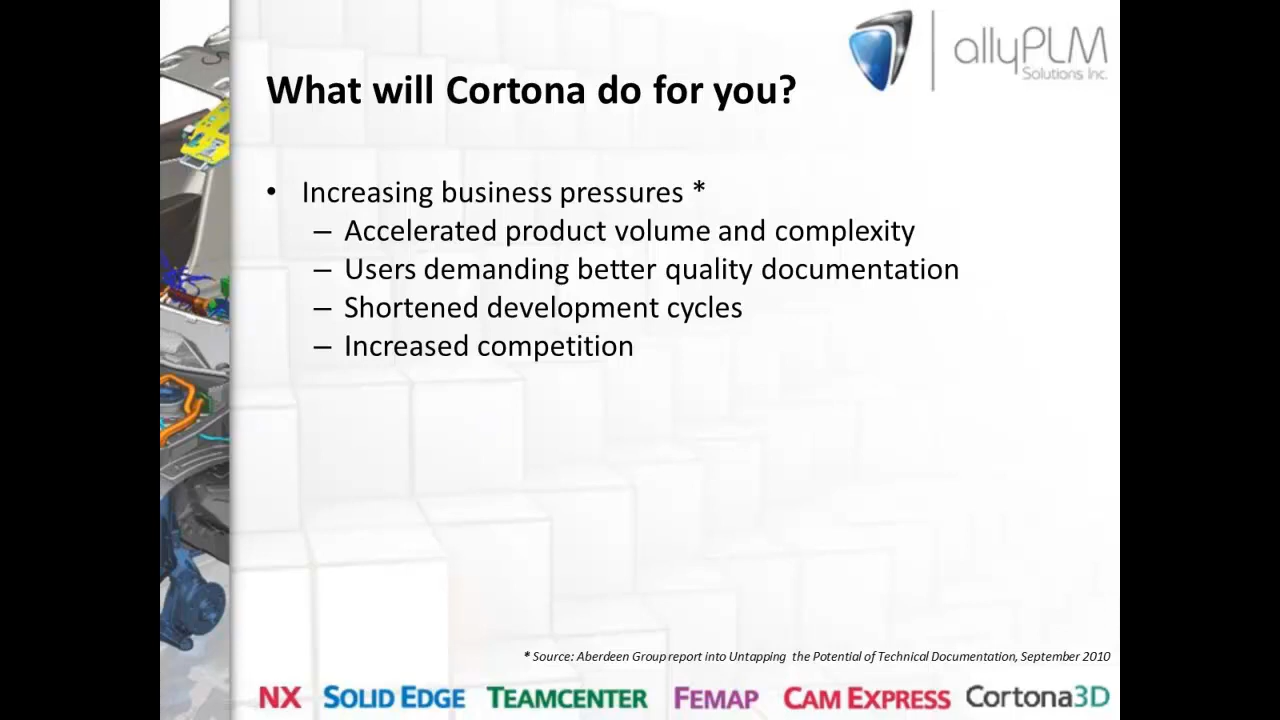 allyPLM
Solutions Inc.
What will Cortona do for you?
• Increasing business pressures *
– Accelerated product volume and complexity
– Users demanding better quality documentation
– Shortened development cycles
– Increased competition
* Source: Aberdeen Group report into Untapping the Potential of Technical Documentation, September 2010
NX SOLID EDGE TEAMCENTER FEMAP CAM EXPRESS Cortona3D